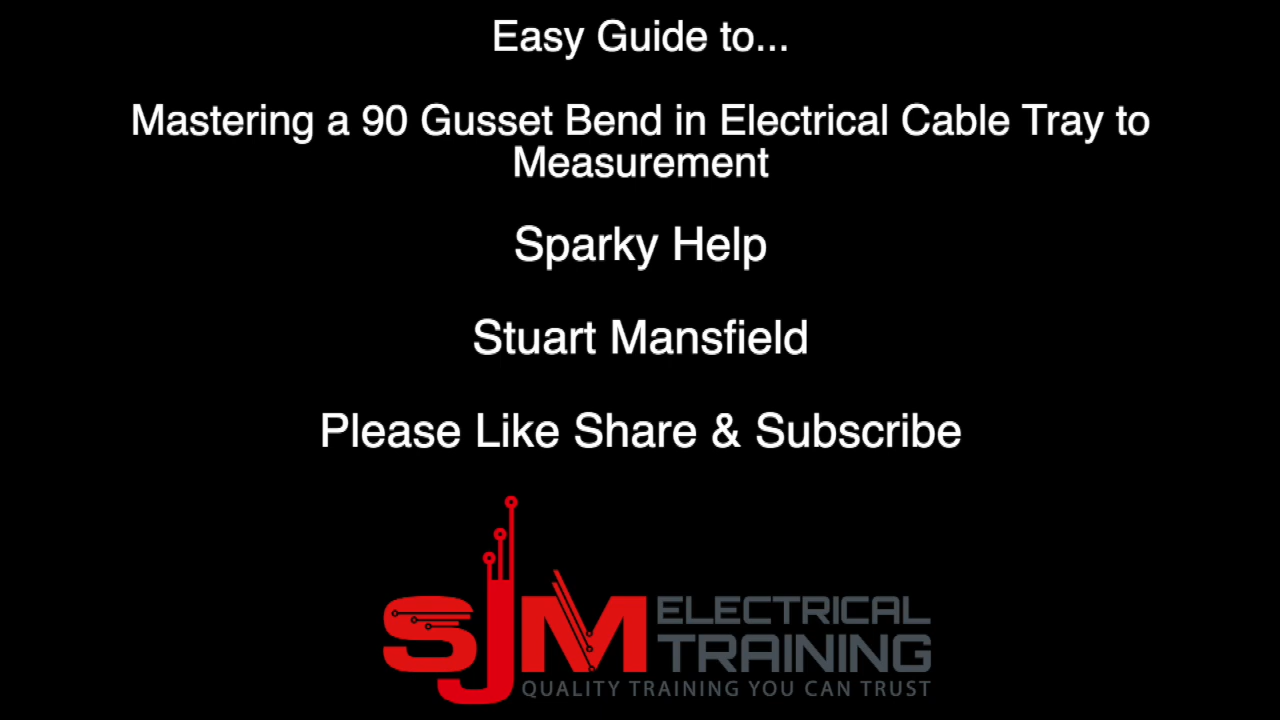 Easy Guide to...
Mastering a 90 Gusset Bend in Electrical Cable Tray to
Measurement
Sparky Help
Stuart Mansfield
Please Like Share & Subscribe
SJM ELECTRICAL
TRAINING
QUALITY TRAINING YOU CAN TRUST